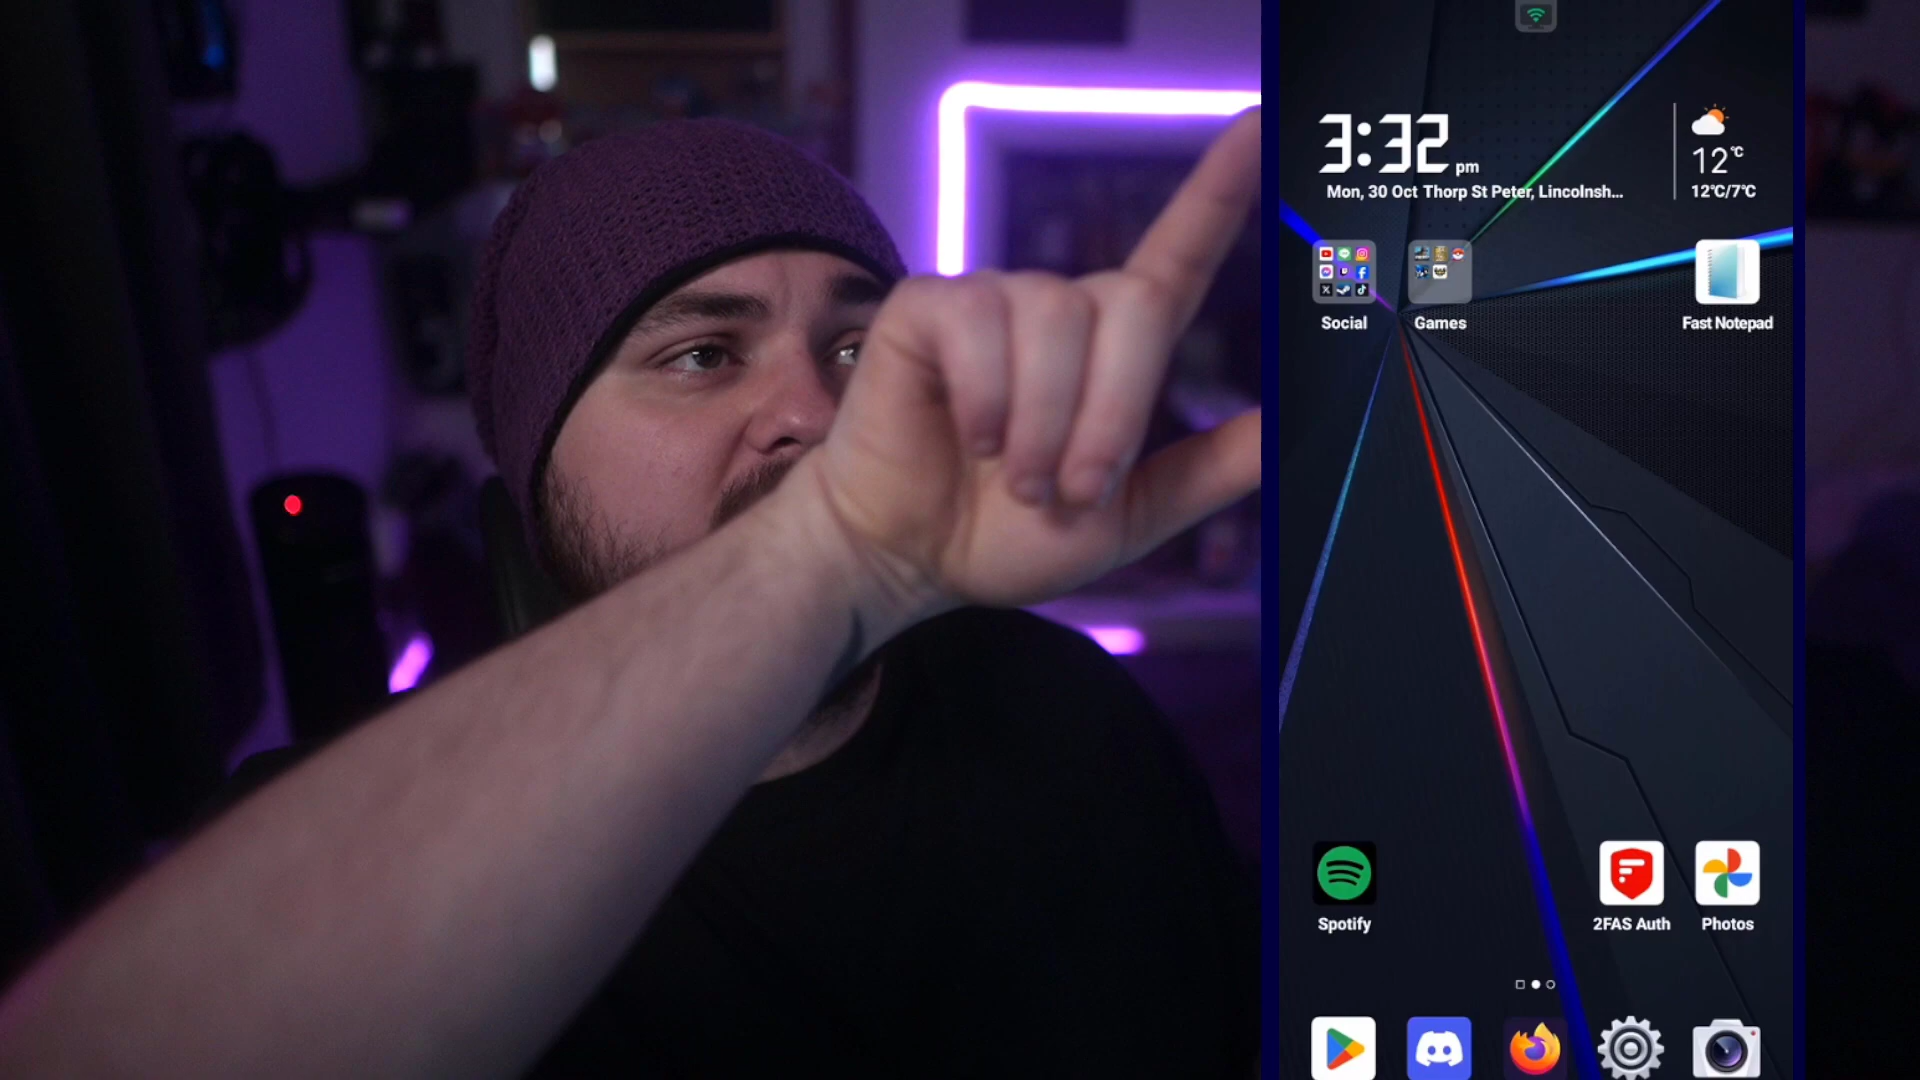 3:32 pm
Mon, 30 Oct Thorp St Peter, Lincolnsh...
12°C
12°C/7°C
Social
Games
Fast Notepad
Spotify
2FAS Auth
Photos